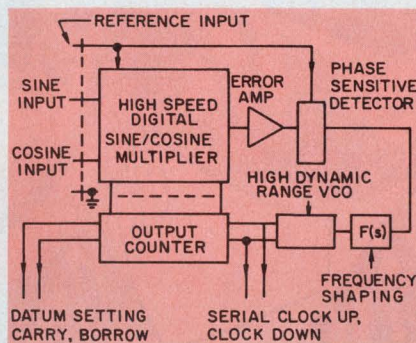 REFERENCE INPUT
SINE
INPUT
COSINE
INPUT
HIGH SPEED
DIGITAL
SINE/COSINE
MULTIPLIER
ERROR
AMP
PHASE
SENSITIVE
DETECTOR
HIGH DYNAMIC
RANGE VCO
OUTPUT
COUNTER
F(s)
FREQUENCY
SHAPING
DATUM SETTING
CARRY, BORROW
SERIAL CLOCK UP,
CLOCK DOWN